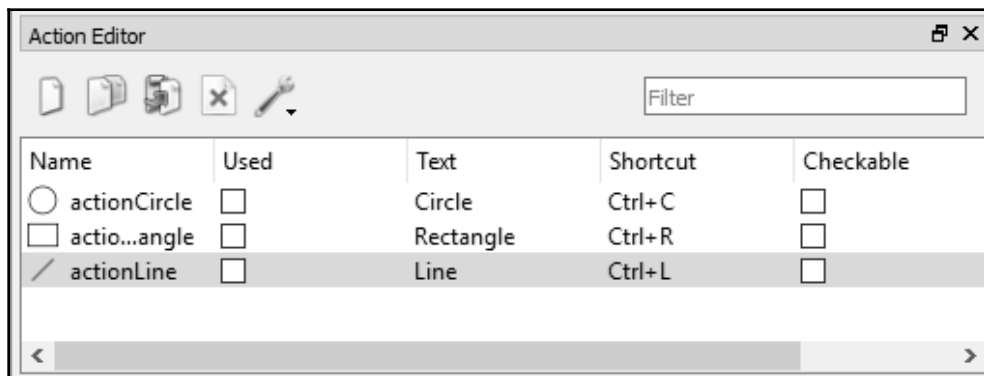 Action Editor
Filter
Name Used Text Shortcut Checkable
actionCircle Circle Ctrl+C
actio...angle Rectangle Ctrl+R
actionLine Line Ctrl+L